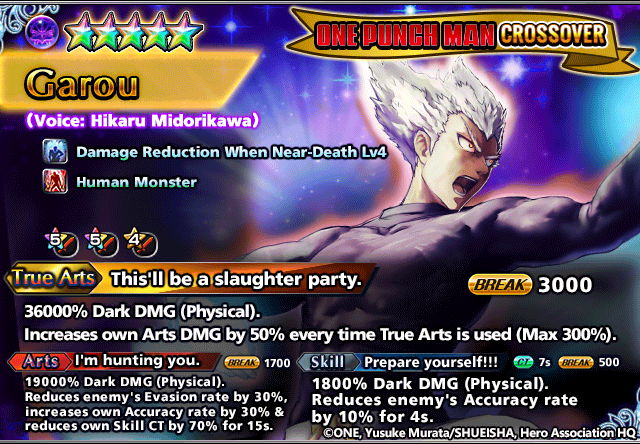 ONE PUNCH MAN CROSSOVER
Garou
(Voice: Hikaru Midorikawa)
Damage Reduction When Near-Death Lv4
Human Monster
5 5 4
True Arts This'll be a slaughter party. BREAK 3000
36000% Dark DMG (Physical).
Increases own Arts DMG by 50% every time True Arts is used (Max 300%).
Arts I'm hunting you. BREAK 1700
19000% Dark DMG (Physical).
Reduces enemy's Evasion rate by 30%,
increases own Accuracy rate by 30% &
reduces own Skill CT by 70% for 15s.
Skill Prepare yourself!!! CT 7s BREAK 500
1800% Dark DMG (Physical).
Reduces enemy's Accuracy rate
by 10% for 4s.
©ONE, Yusuke Murata/SHUEISHA, Hero Association HQ